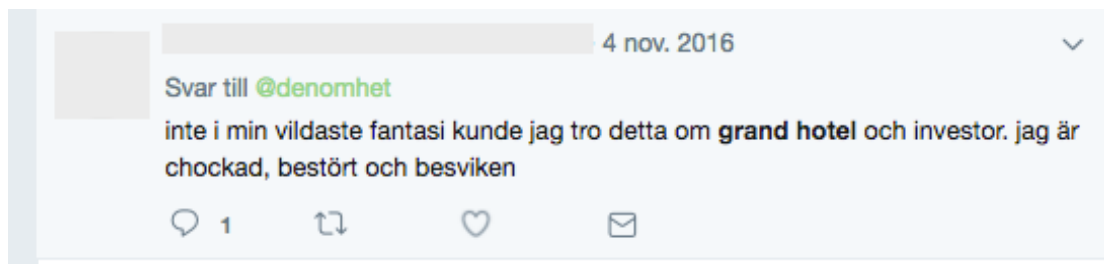 4 nov. 2016
Svar till @denomhet
inte i min vildaste fantasi kunde jag tro detta om grand hotel och investor. jag är
chockad, bestört och besviken
1